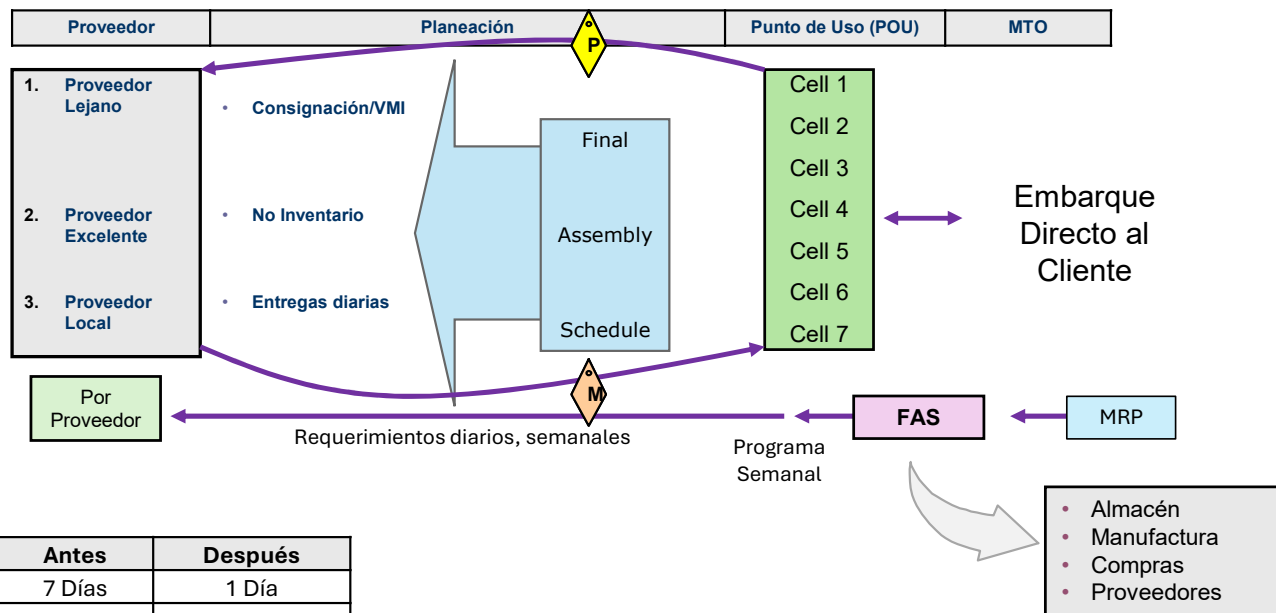 Proveedor
Planeación
Punto de Uso (POU)
MTO
P
1. Proveedor
Lejano
• Consignación/VMI
2. Proveedor
Excelente
• No Inventario
3. Proveedor
Local
• Entregas diarias
Final
Assembly
Schedule
Cell 1
Cell 2
Cell 3
Cell 4
Cell 5
Cell 6
Cell 7
Embarque
Directo al
Cliente
M
Por
Proveedor
Requerimientos diarios, semanales
Programa
Semanal
FAS
MRP
• Almacén
• Manufactura
• Compras
• Proveedores
Antes Después
7 Días 1 Día